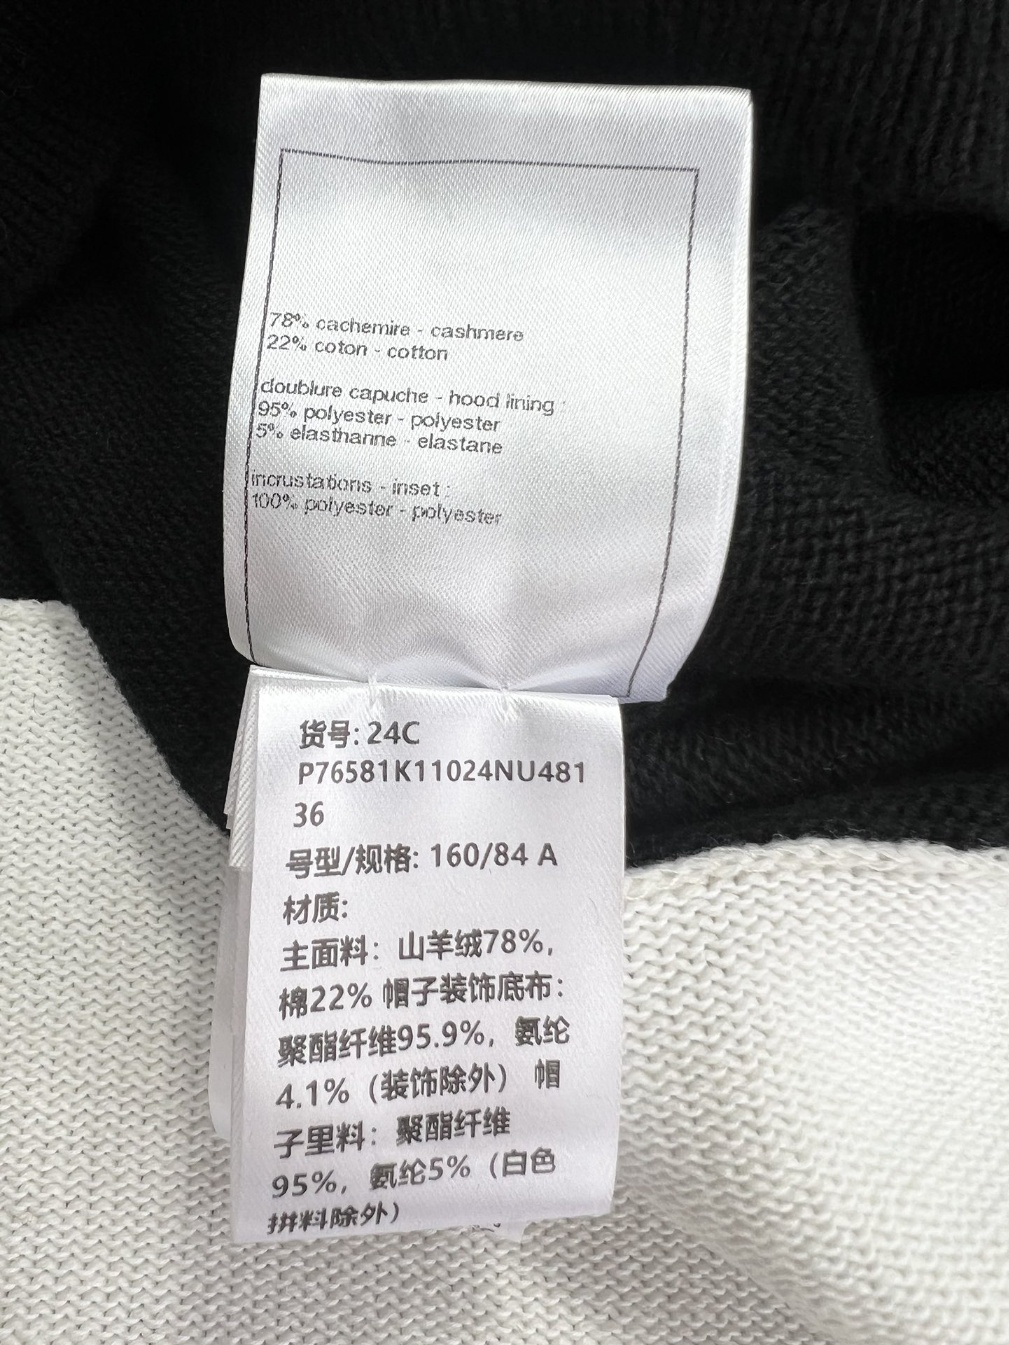 78% cachemire - cashmere
22% coton - cotton
doublure capuche - hood lining :
95% polyester - polyester
5% elasthanne - elastane
incrustations - inset :
100% polyester - polyester
货号: 24C
P76581K11024NU481
36
号型/规格: 160/84 A
材质:
主面料：山羊绒78%，
棉22% 帽子装饰底布：
聚酯纤维95.9%，氨纶
4.1%（装饰除外） 帽
子里料：聚酯纤维
95%，氨纶5%（白色
拼料除外）